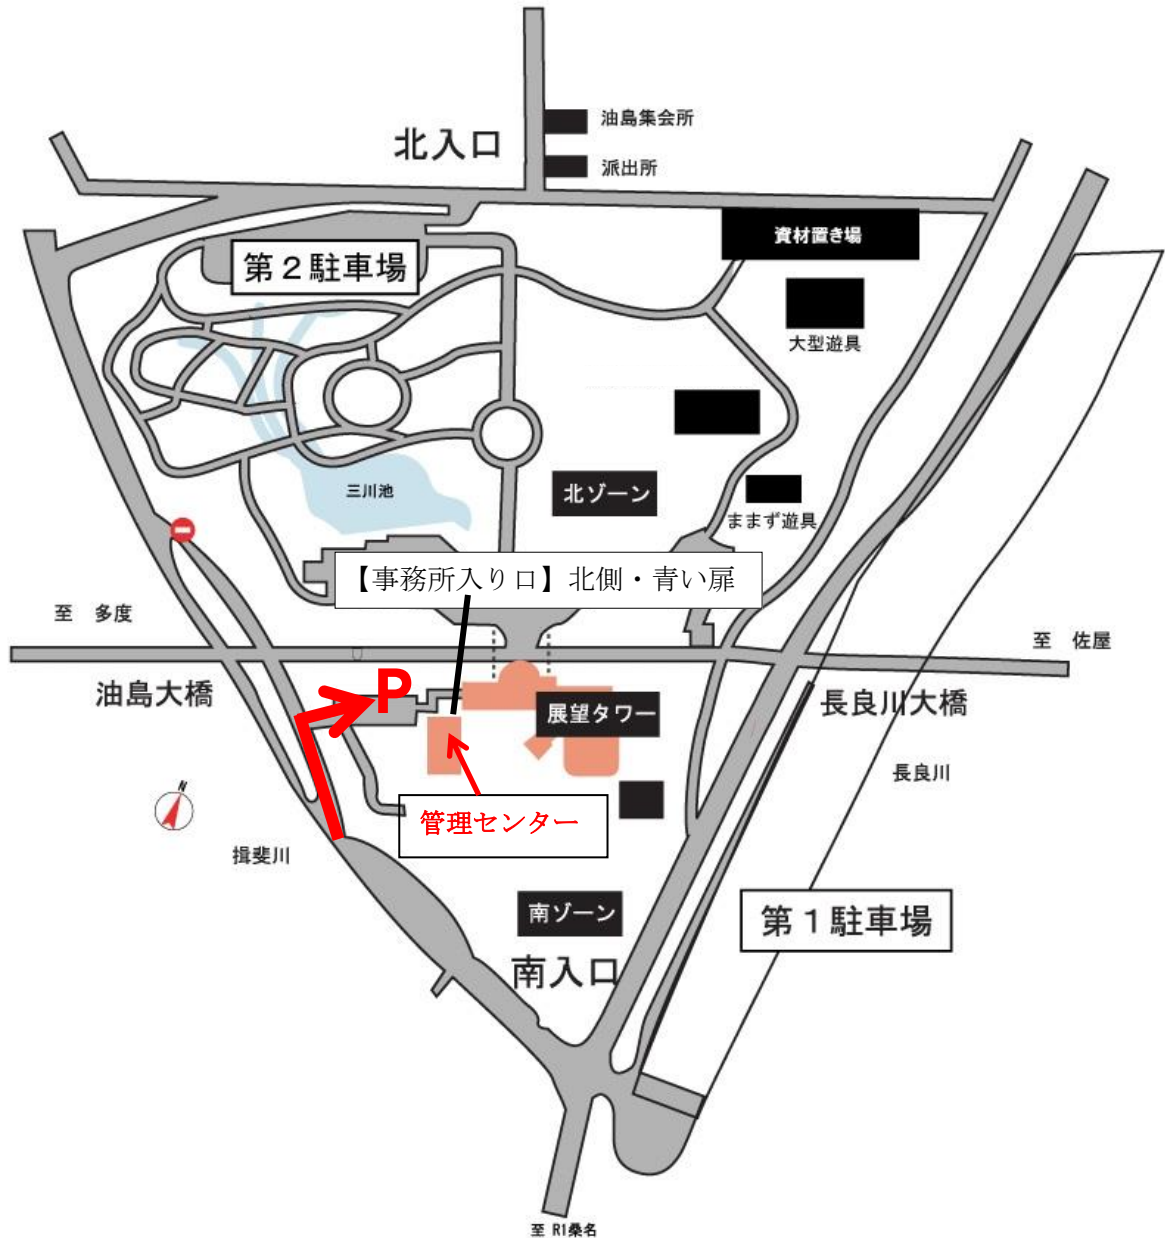 油島集会所
北入口
派出所
資材置き場
第２駐車場
大型遊具
三川池
北ゾーン
ままず遊具
【事務所入り口】北側・青い扉
至 多度
至 佐屋
P
油島大橋
展望タワー
長良川大橋
長良川
N
管理センター
揖斐川
南ゾーン
第１駐車場
南入口
至 R1桑名